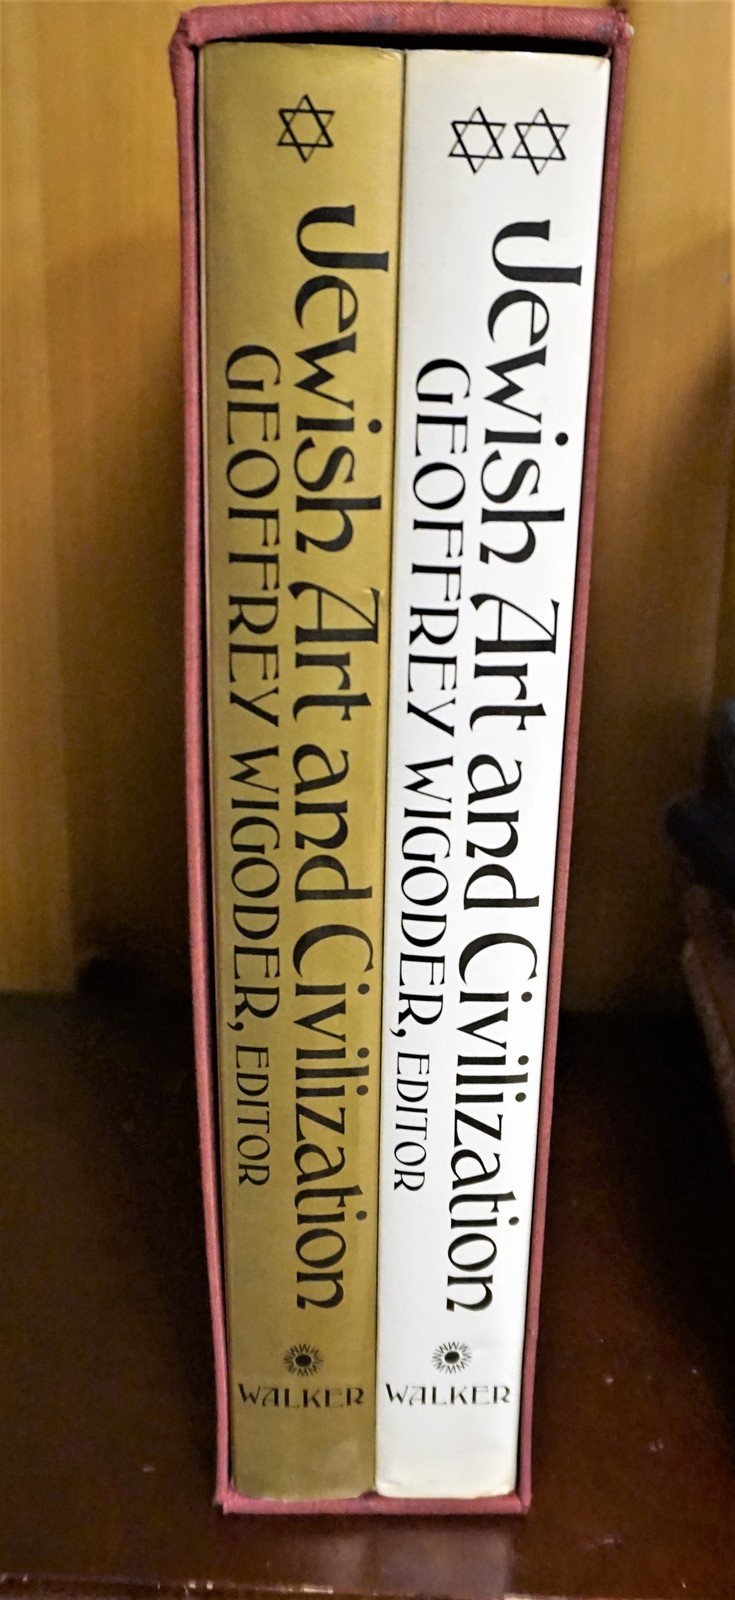 Jewish Art and Civilization
GEOFFREY WIGODER, EDITOR
WALKER
Jewish Art and Civilization
GEOFFREY WIGODER, EDITOR
WALKER